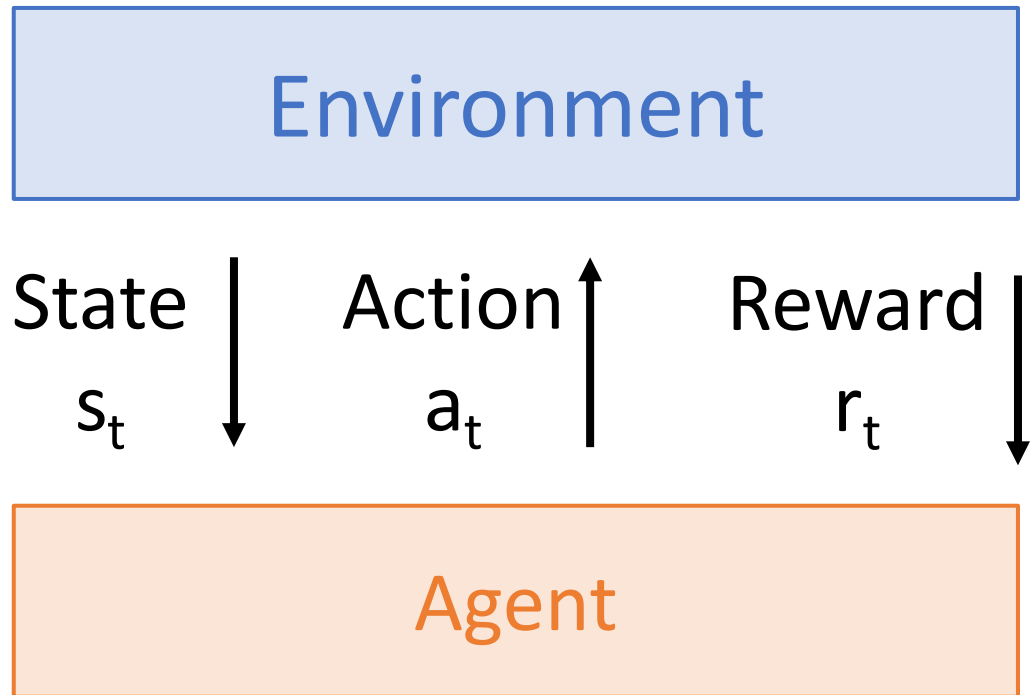 Environment
State Action Reward
sₜ aₜ rₜ
Agent